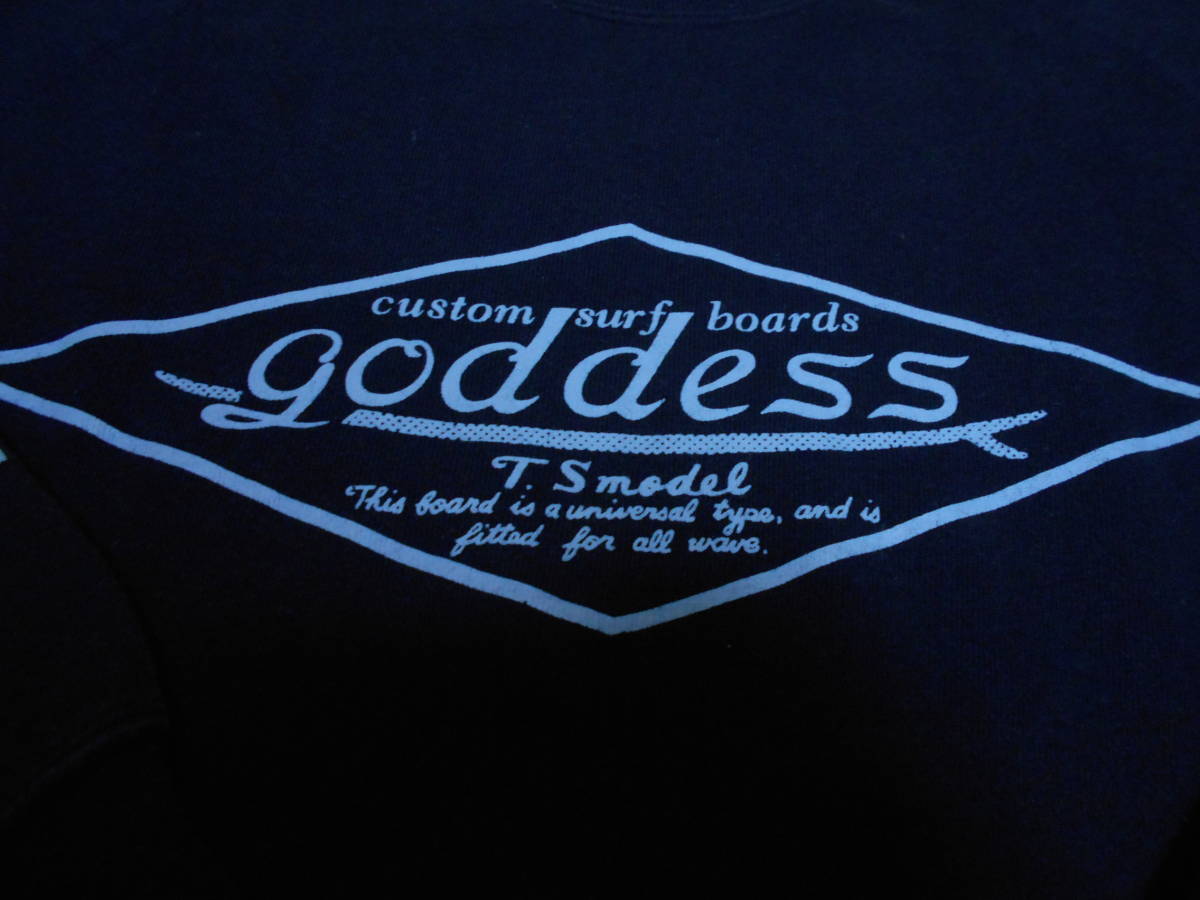 custom surf boards
goddess
T. S model
This board is a universal type, and is
fitted for all wave.